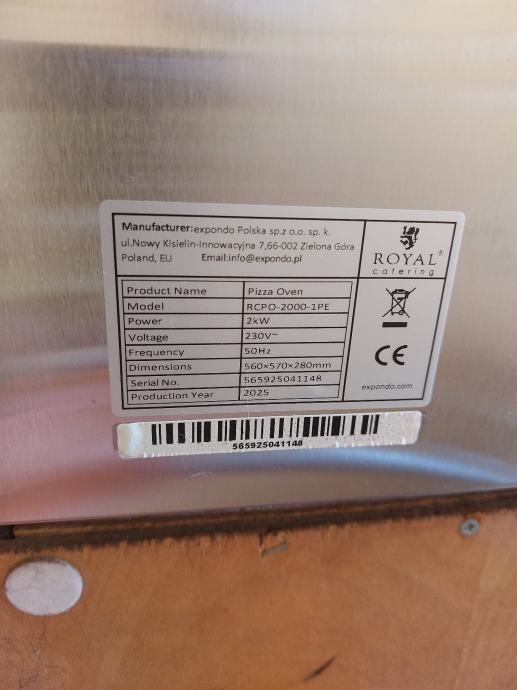 Manufacturer:expondo Polska sp.z o.o. sp. k.
ul.Nowy Kisielin-Innowacyjna 7,66-002 Zielona Góra
Poland, EU Email:info@expondo.pl
ROYAL®
catering
Product Name Pizza Oven
Model RCPO-2000-1PE
Power 2kW
Voltage 230V~
Frequency 50Hz
Dimensions 560×570×280mm
Serial No. 565925041148
Production Year 2025
CE
expondo.com
565925041148